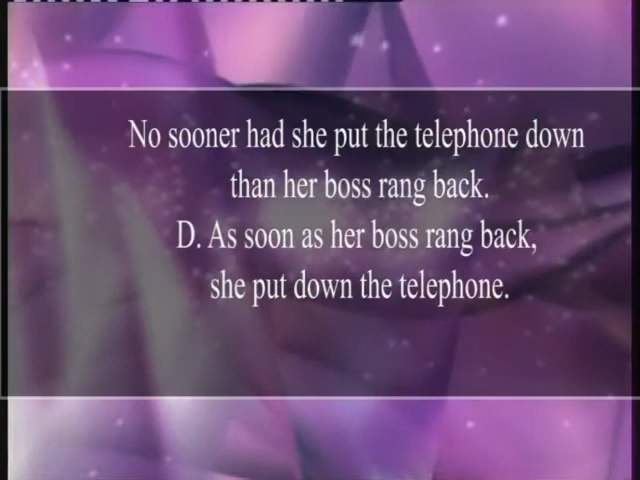 No sooner had she put the telephone down
than her boss rang back.
D. As soon as her boss rang back,
she put down the telephone.